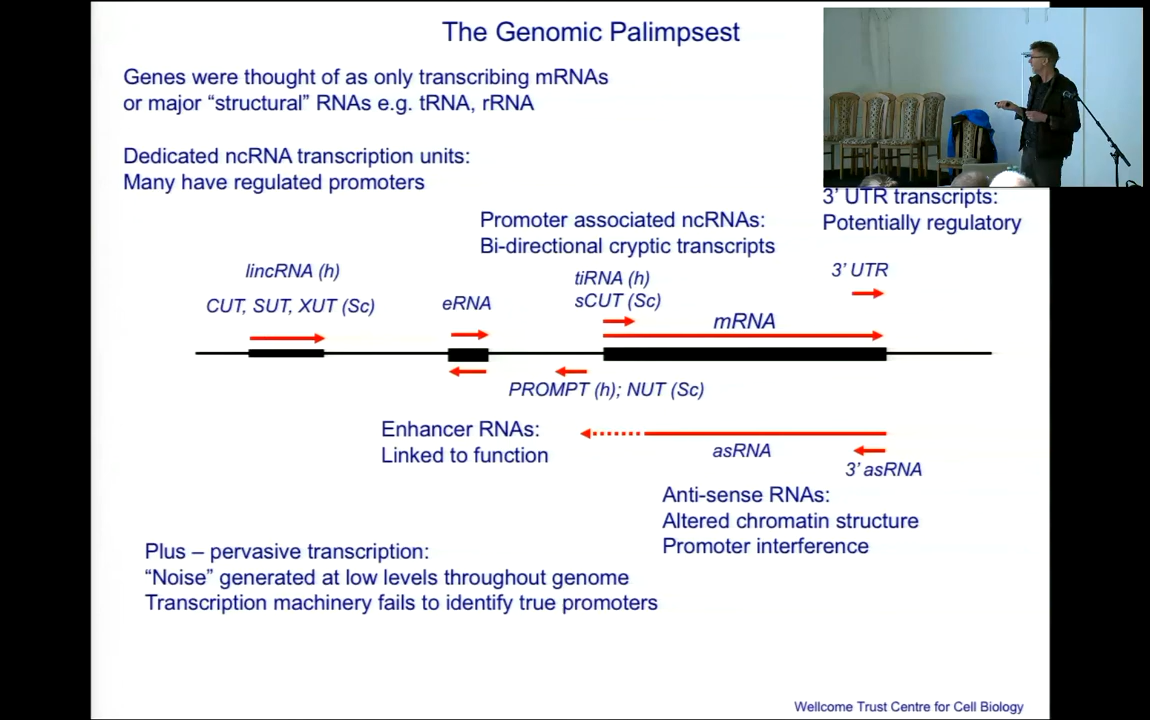 The Genomic Palimpsest
Genes were thought of as only transcribing mRNAs
or major “structural” RNAs e.g. tRNA, rRNA
Dedicated ncRNA transcription units:
Many have regulated promoters
3’ UTR transcripts:
Potentially regulatory
Promoter associated ncRNAs:
Bi-directional cryptic transcripts
lincRNA (h)
CUT, SUT, XUT (Sc)
eRNA
tiRNA (h)
sCUT (Sc)
mRNA
3’ UTR
PROMPT (h); NUT (Sc)
Enhancer RNAs:
Linked to function
asRNA
3’ asRNA
Anti-sense RNAs:
Altered chromatin structure
Promoter interference
Plus – pervasive transcription:
“Noise” generated at low levels throughout genome
Transcription machinery fails to identify true promoters
Wellcome Trust Centre for Cell Biology